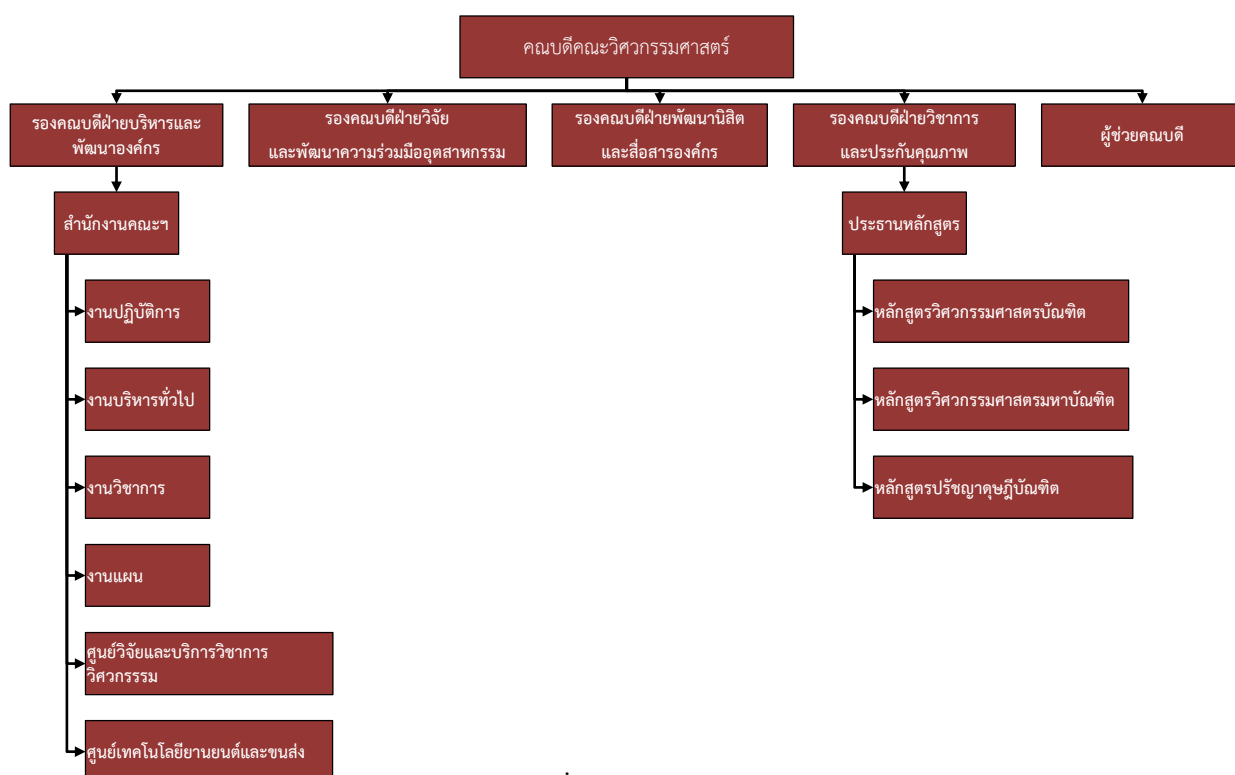 คณบดีคณะวิศวกรรมศาสตร์
รองคณบดีฝ่ายบริหารและ
พัฒนาองค์กร
รองคณบดีฝ่ายวิจัย
และพัฒนาความร่วมมืออุตสาหกรรม
รองคณบดีฝ่ายพัฒนานิสิต
และสื่อสารองค์กร
รองคณบดีฝ่ายวิชาการ
และประกันคุณภาพ
ผู้ช่วยคณบดี
สำนักงานคณะฯ
ประธานหลักสูตร
งานปฏิบัติการ
หลักสูตรวิศวกรรมศาสตรบัณฑิต
งานบริหารทั่วไป
หลักสูตรวิศวกรรมศาสตรมหาบัณฑิต
งานวิชาการ
หลักสูตรปรัชญาดุษฎีบัณฑิต
งานแผน
ศูนย์วิจัยและบริการวิชาการ
วิศวกรรรม
ศูนย์เทคโนโลยียานยนต์และขนส่ง